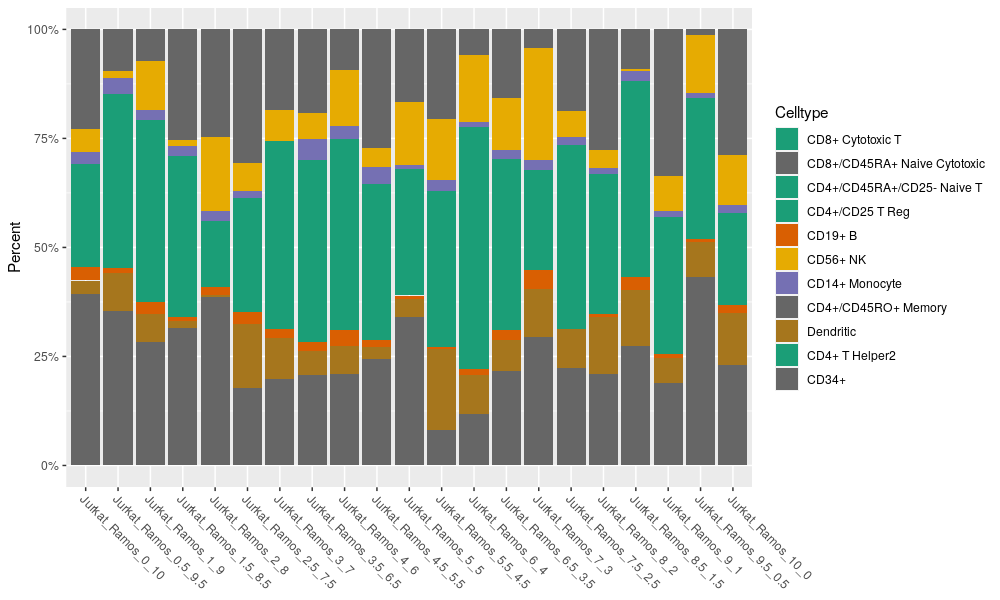 100%
75%
50%
25%
0%
Percent
Jurkat_Ramos_0_10
Jurkat_Ramos_0.5_9.5
Jurkat_Ramos_1_9
Jurkat_Ramos_1.5_8.5
Jurkat_Ramos_2_8
Jurkat_Ramos_2.5_7.5
Jurkat_Ramos_3_7
Jurkat_Ramos_3.5_6.5
Jurkat_Ramos_4_6
Jurkat_Ramos_4.5_5.5
Jurkat_Ramos_5_5
Jurkat_Ramos_5.5_4.5
Jurkat_Ramos_6_4
Jurkat_Ramos_6.5_3.5
Jurkat_Ramos_7_3
Jurkat_Ramos_7.5_2.5
Jurkat_Ramos_8_2
Jurkat_Ramos_8.5_1.5
Jurkat_Ramos_9_1
Jurkat_Ramos_9.5_0.5
Jurkat_Ramos_10_0
Celltype
CD8+ Cytotoxic T
CD8+/CD45RA+ Naive Cytotoxic
CD4+/CD45RA+/CD25- Naive T
CD4+/CD25 T Reg
CD19+ B
CD56+ NK
CD14+ Monocyte
CD4+/CD45RO+ Memory
Dendritic
CD4+ T Helper2
CD34+